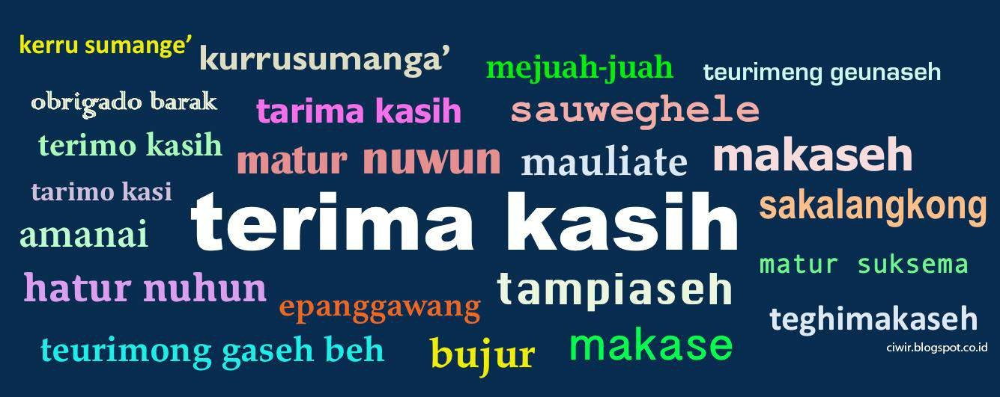 kerru sumange’
kurrusumanga’
mejuah-juah
teurimeng geunaseh
obrigado barak
tarima kasih
sauweghele
terimo kasih
matur nuwun
mauliate
makaseh
tarimo kasi
terima kasih
sakalangkong
amanai
matur suksema
hatur nuhun
epanggawang
tampiaseh
teghimakaseh
teurimong gaseh beh
bujur
makase
ciwir.blogspot.co.id